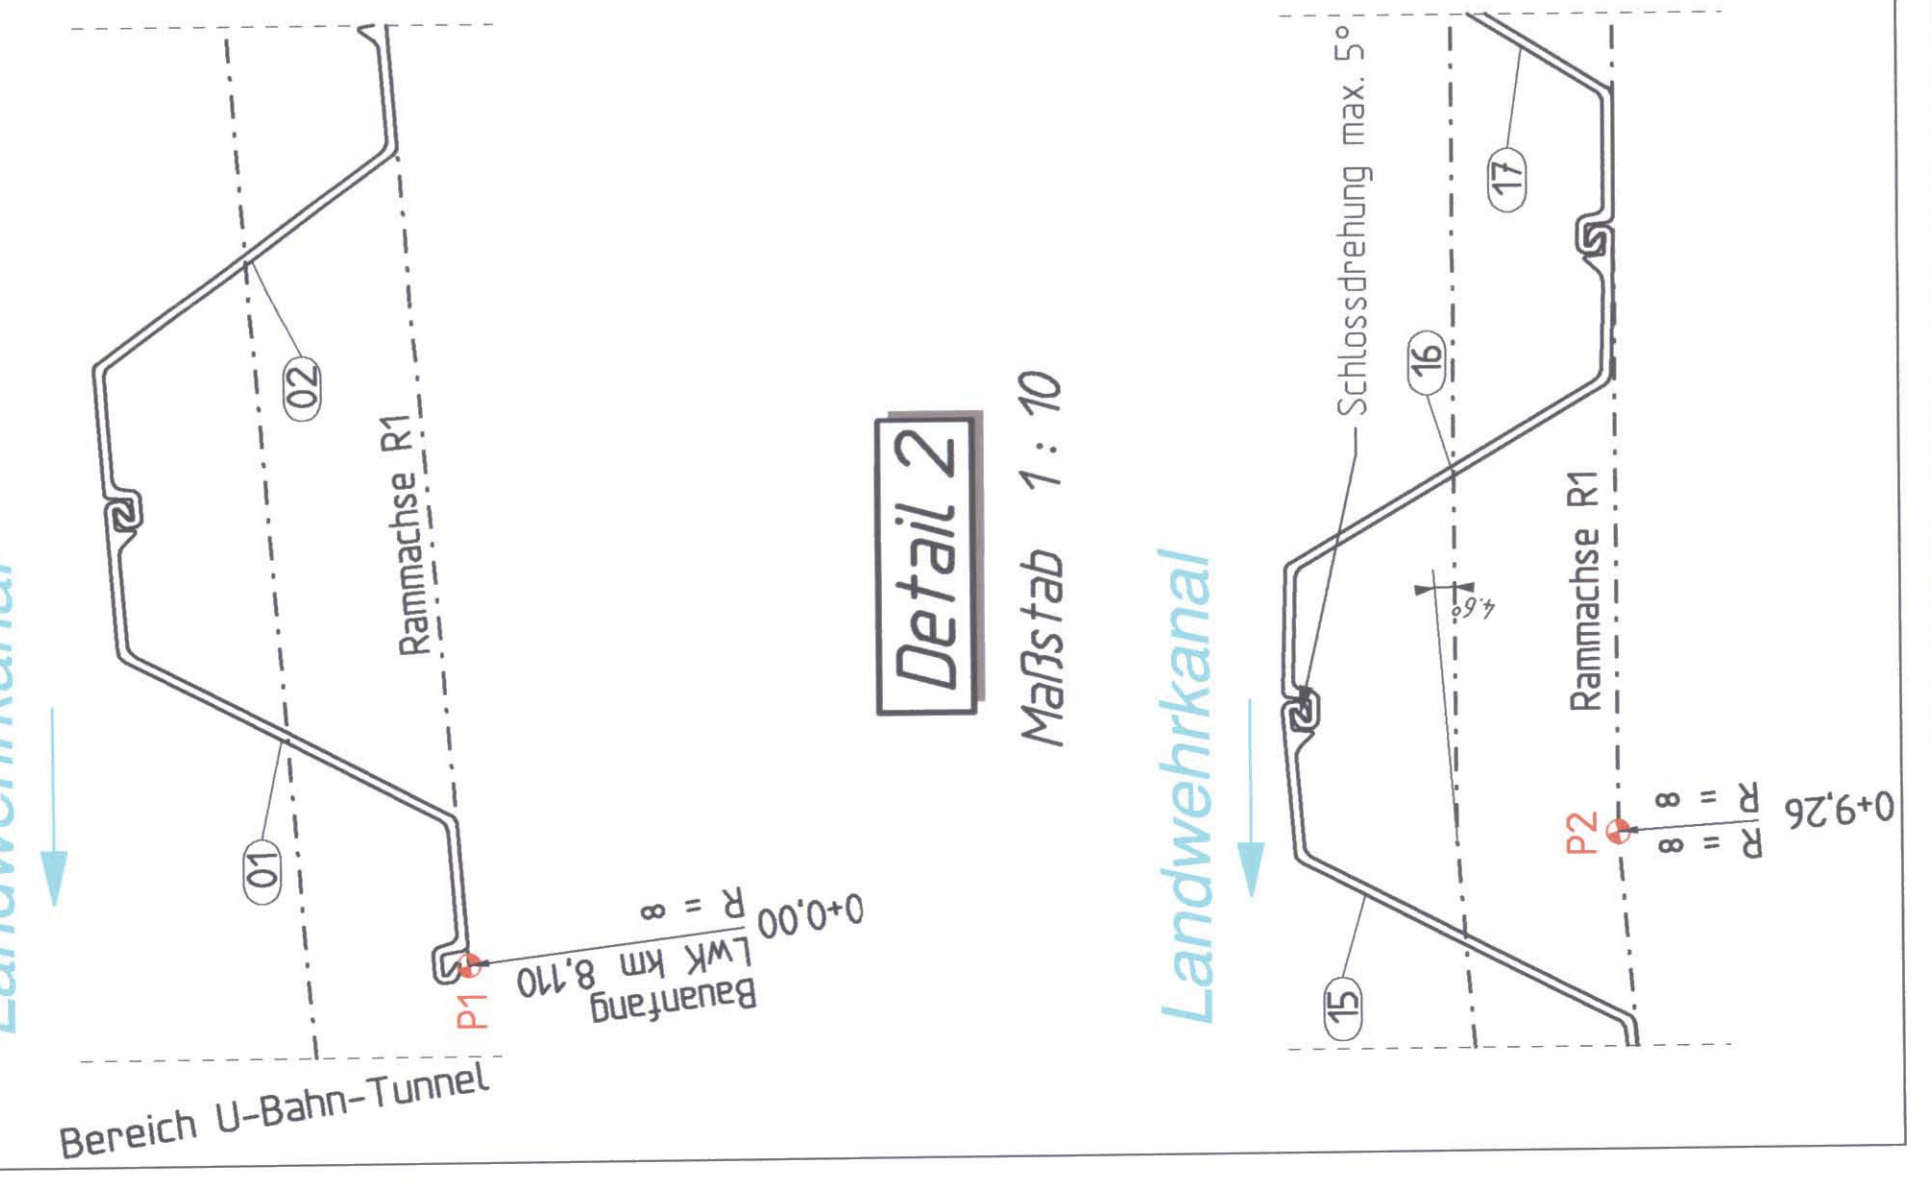 Landwehrkanal
02
01
Rammachse R1
P1
Bauanfang
LwK km 8,110
R = ∞
0+0,00
Bereich U-Bahn-Tunnel
Detail 2
Maßstab 1 : 10
Landwehrkanal
Schlossdrehung max. 5°
17
16
15
4.6°
Rammachse R1
P2
R = ∞
R = ∞
0+9,26